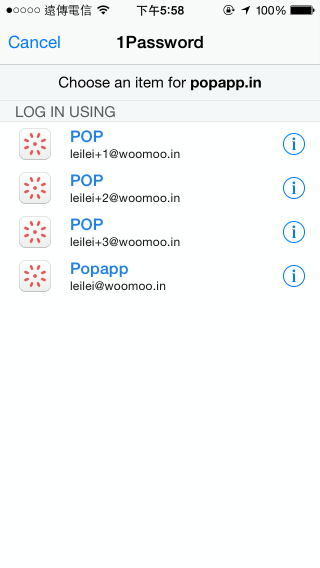 遠傳電信 下午5:58 100%
Cancel 1Password
Choose an item for popapp.in
LOG IN USING
POP
leilei+1@woomoo.in
POP
leilei+2@woomoo.in
POP
leilei+3@woomoo.in
Popapp
leilei@woomoo.in